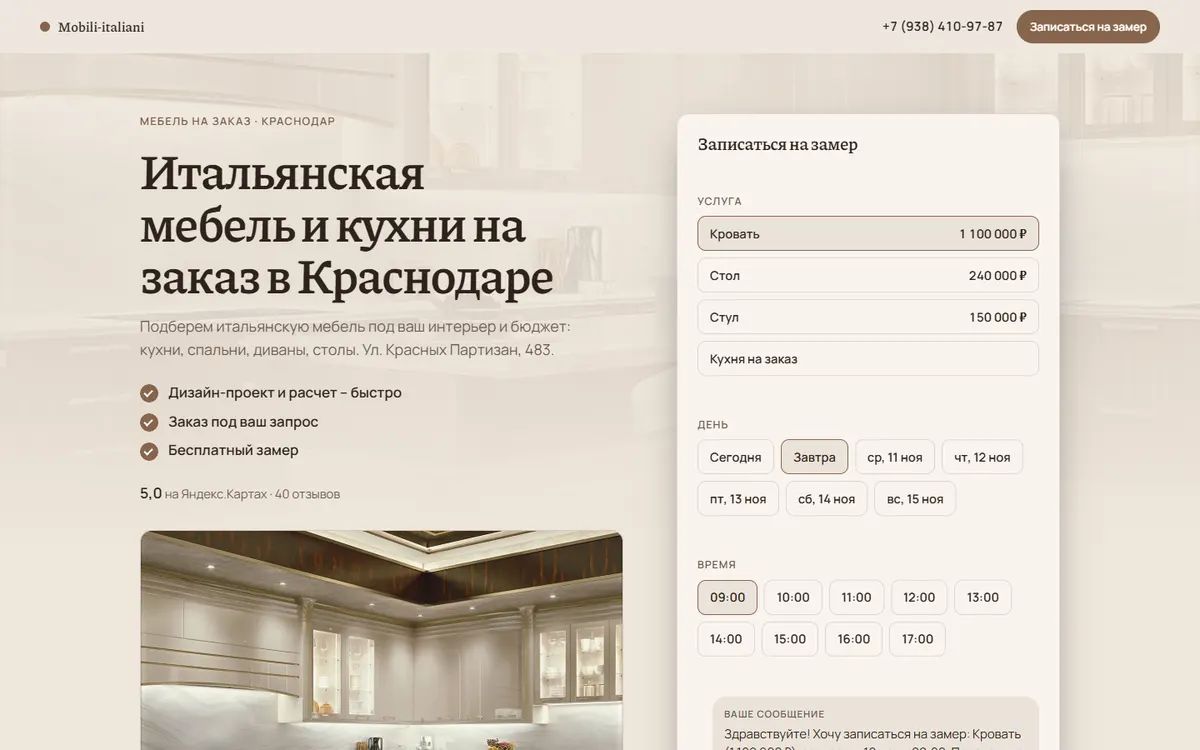 Mobili-italiani
+7 (938) 410-97-87
Записаться на замер
МЕБЕЛЬ НА ЗАКАЗ · КРАСНОДАР
Итальянская
мебель и кухни на
заказ в Краснодаре
Подберем итальянскую мебель под ваш интерьер и бюджет:
кухни, спальни, диваны, столы. Ул. Красных Партизан, 483.
Дизайн-проект и расчет – быстро
Заказ под ваш запрос
Бесплатный замер
5,0 на Яндекс.Картах · 40 отзывов
Записаться на замер
УСЛУГА
Кровать 1 100 000 ₽
Стол 240 000 ₽
Стул 150 000 ₽
Кухня на заказ
ДЕНЬ
Сегодня Завтра ср, 11 ноя чт, 12 ноя
пт, 13 ноя сб, 14 ноя вс, 15 ноя
ВРЕМЯ
09:00 10:00 11:00 12:00 13:00
14:00 15:00 16:00 17:00
ВАШЕ СООБЩЕНИЕ
Здравствуйте! Хочу записаться на замер: Кровать